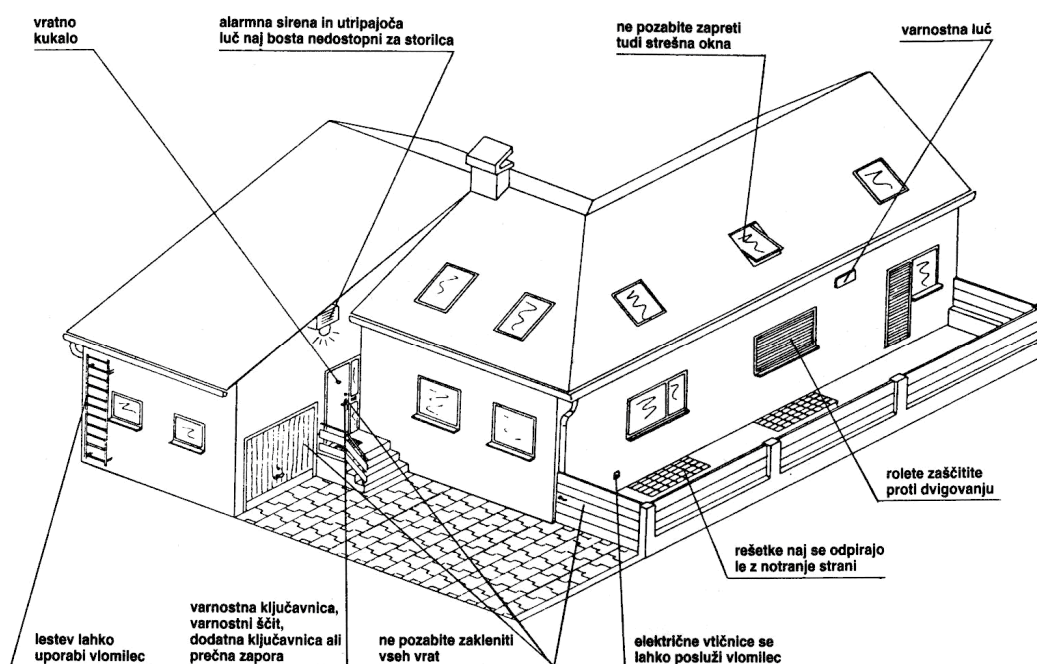 vratno
kukalo
alarmna sirena in utripajoča
luč naj bosta nedostopni za storilca
ne pozabite zapreti
tudi strešna okna
varnostna luč
rolete zaščitite
proti dvigovanju
rešetke naj se odpirajo
le z notranje strani
lestev lahko
uporabi vlomilec
varnostna ključavnica,
varnostni ščit,
dodatna ključavnica ali
prečna zapora
ne pozabite zakleniti
vseh vrat
električne vtičnice se
lahko posluži vlomilec